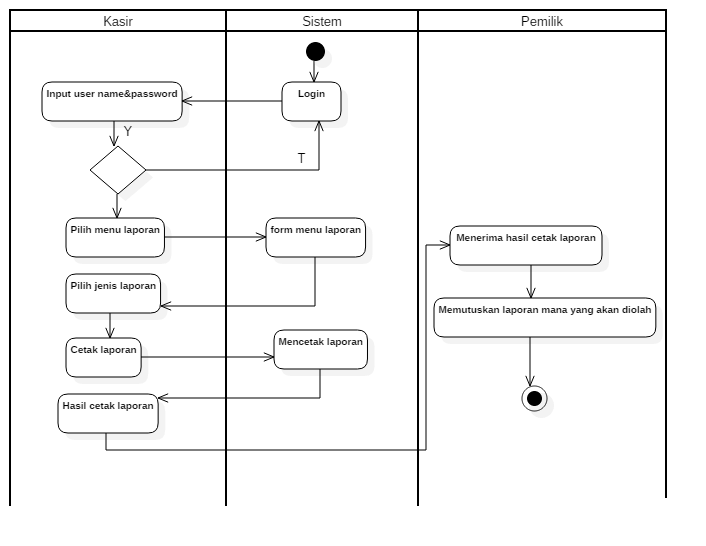 Kasir
Sistem
Pemilik
Login
Input user name&password
Y
T
Pilih menu laporan
form menu laporan
Menerima hasil cetak laporan
Pilih jenis laporan
Memutuskan laporan mana yang akan diolah
Cetak laporan
Mencetak laporan
Hasil cetak laporan